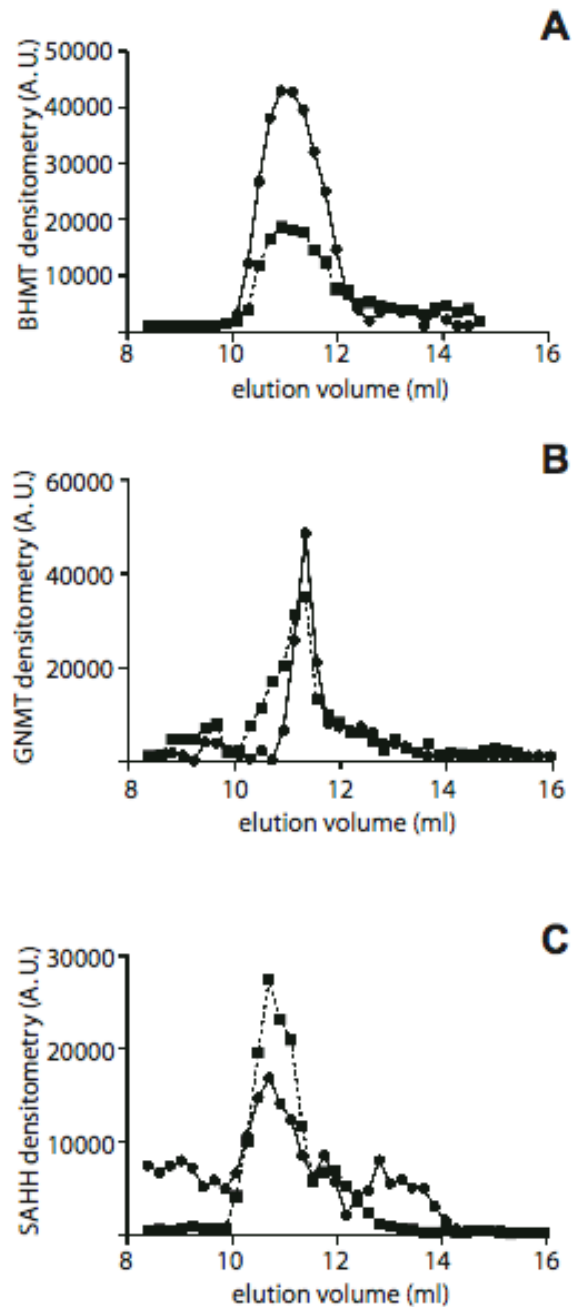 A
BHMT densitometry (A. U.)
50000
40000
30000
20000
10000
8 10 12 14 16
elution volume (ml)
B
GNMT densitometry (A. U.)
60000
40000
20000
8 10 12 14 16
elution volume (ml)
C
SAHH densitometry (A. U.)
30000
20000
10000
8 10 12 14 16
elution volume (ml)